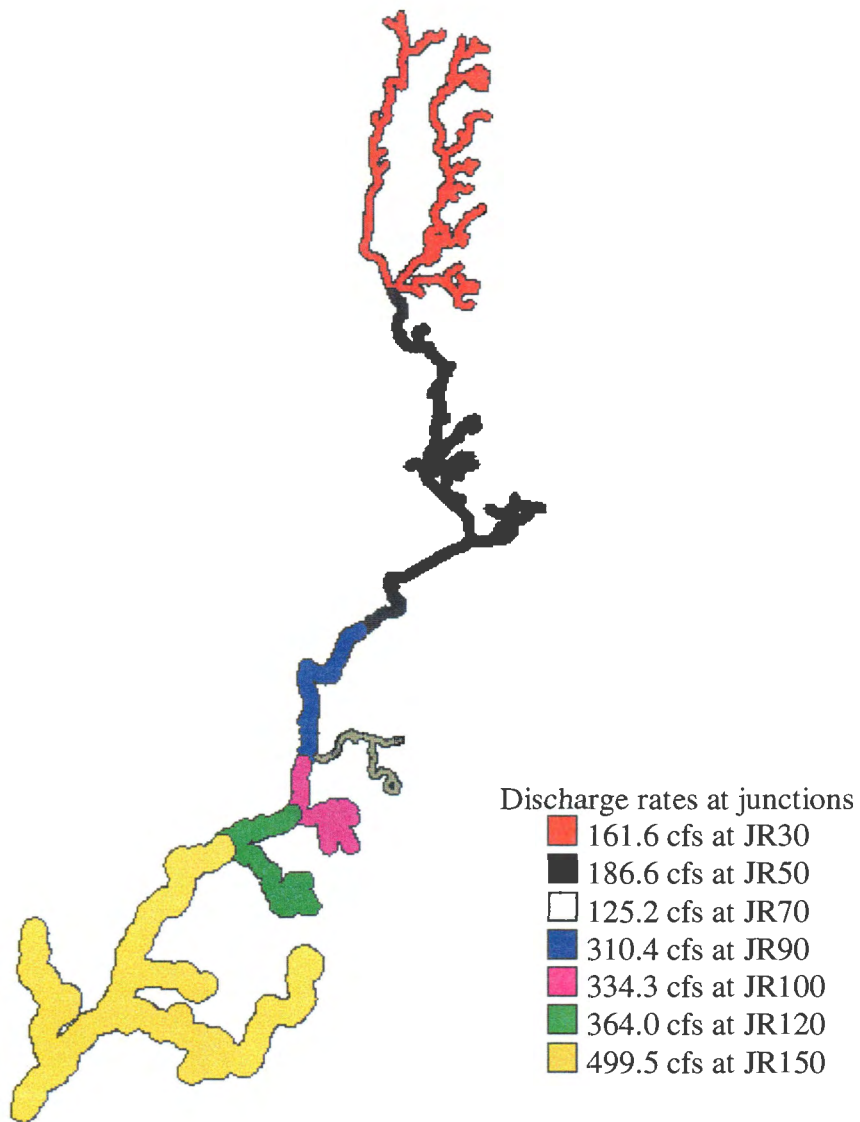 Discharge rates at junctions
161.6 cfs at JR30
186.6 cfs at JR50
125.2 cfs at JR70
310.4 cfs at JR90
334.3 cfs at JR100
364.0 cfs at JR120
499.5 cfs at JR150